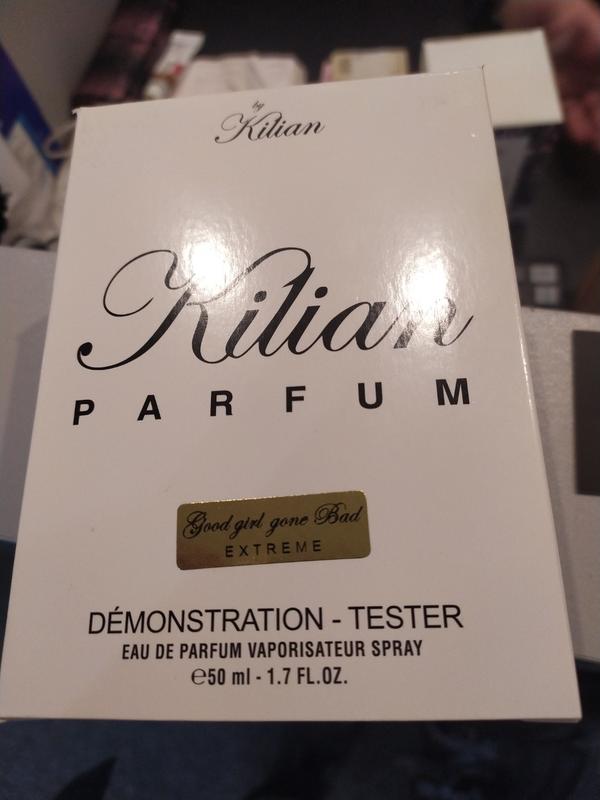 by
Kilian
Kilian
PARFUM
Good girl gone Bad
EXTREME
DÉMONSTRATION - TESTER
EAU DE PARFUM VAPORISATEUR SPRAY
℮50 ml - 1.7 FL.OZ.